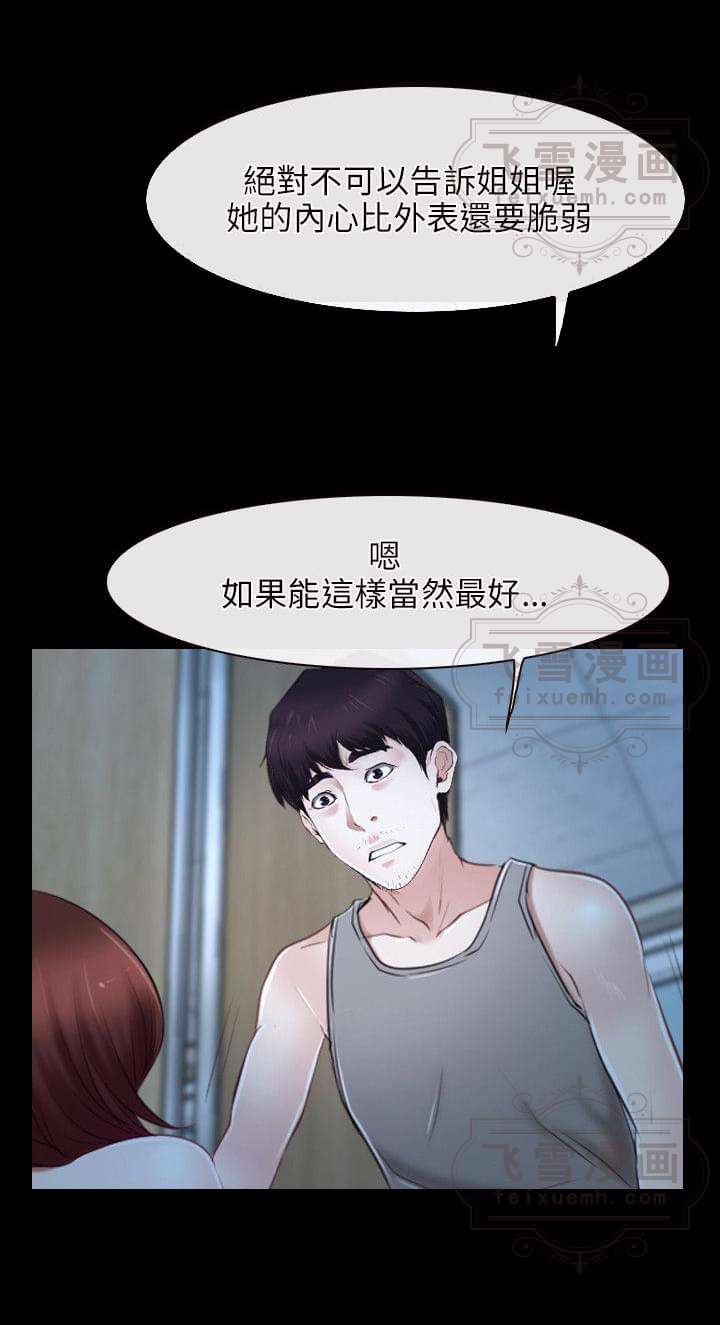 飞雪漫画
絕對不可以告訴姐姐喔
她的內心比外表還要脆弱
嗯
如果能這樣當然最好...
飞雪漫画
feixuemh.com
飞雪漫画
feixuemh.com